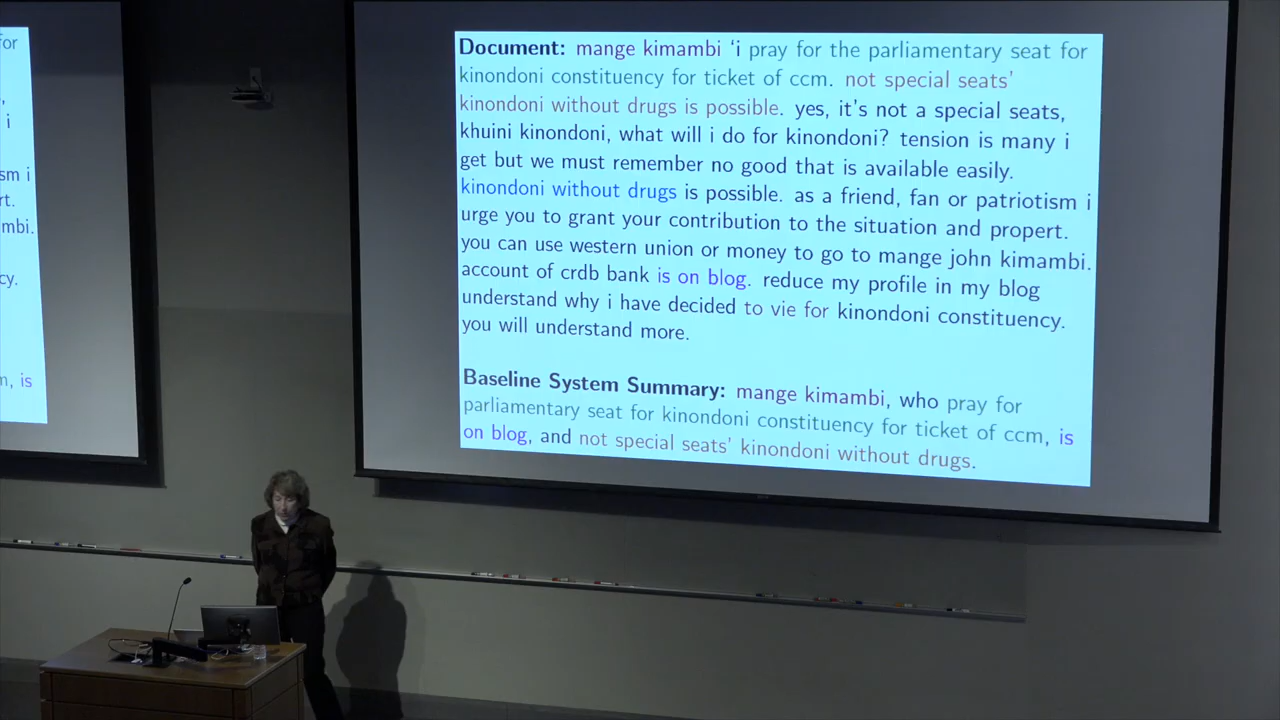 for
,
i
sm i
rt.
mbi.
cy.
m, is
Document: mange kimambi ‘i pray for the parliamentary seat for
kinondoni constituency for ticket of ccm. not special seats’
kinondoni without drugs is possible. yes, it’s not a special seats,
khuini kinondoni, what will i do for kinondoni? tension is many i
get but we must remember no good that is available easily.
kinondoni without drugs is possible. as a friend, fan or patriotism i
urge you to grant your contribution to the situation and propert.
you can use western union or money to go to mange john kimambi.
account of crdb bank is on blog. reduce my profile in my blog
understand why i have decided to vie for kinondoni constituency.
you will understand more.
Baseline System Summary: mange kimambi, who pray for
parliamentary seat for kinondoni constituency for ticket of ccm, is
on blog, and not special seats’ kinondoni without drugs.